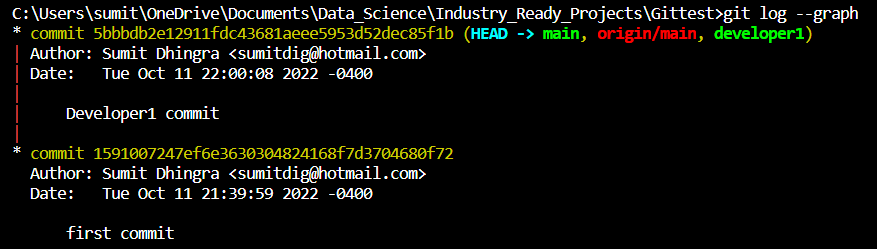 C:\Users\sumit\OneDrive\Documents\Data_Science\Industry_Ready_Projects\Gittest>git log --graph
* commit 5bbbdb2e12911fdc43681aeee5953d52dec85f1b (HEAD -> main, origin/main, developer1)
| Author: Sumit Dhingra <sumitdig@hotmail.com>
| Date:   Tue Oct 11 22:00:08 2022 -0400
|
|     Developer1 commit
|
* commit 1591007247ef6e3630304824168f7d3704680f72
  Author: Sumit Dhingra <sumitdig@hotmail.com>
  Date:   Tue Oct 11 21:39:59 2022 -0400
      first commit